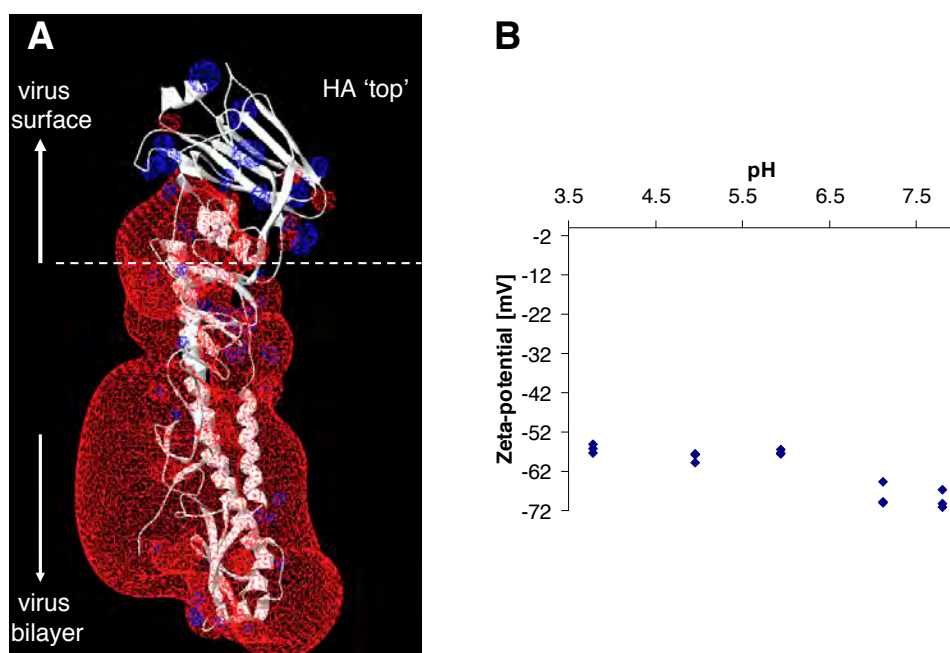 A
HA 'top'
virus
surface
virus
bilayer
B
pH
3.5 4.5 5.5 6.5 7.5
-2
-12
-22
-32
-42
-52
-62
-72
Zeta-potential [mV]